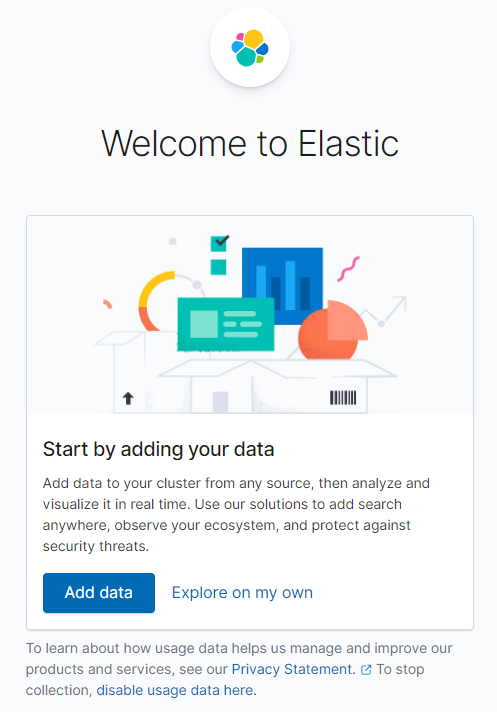 Welcome to Elastic
Start by adding your data
Add data to your cluster from any source, then analyze and
visualize it in real time. Use our solutions to add search
anywhere, observe your ecosystem, and protect against
security threats.
Add data
Explore on my own
To learn about how usage data helps us manage and improve our
products and services, see our Privacy Statement. To stop
collection, disable usage data here.